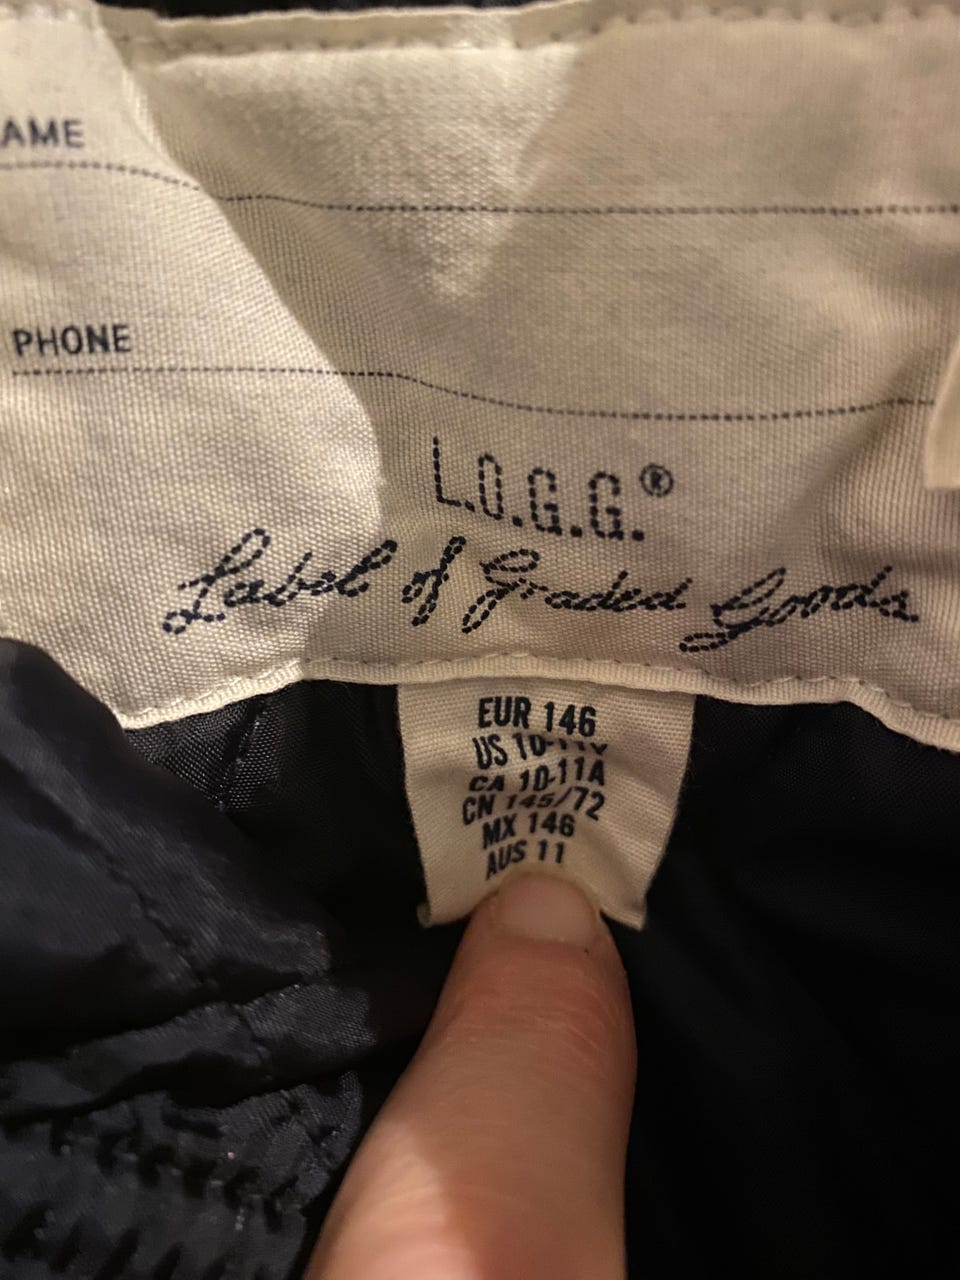 AME
PHONE
L.O.G.G.®
Label of Graded Goods
EUR 146
US 10-11Y
CA 10-11A
CN 145/72
MX 146
AUS 11